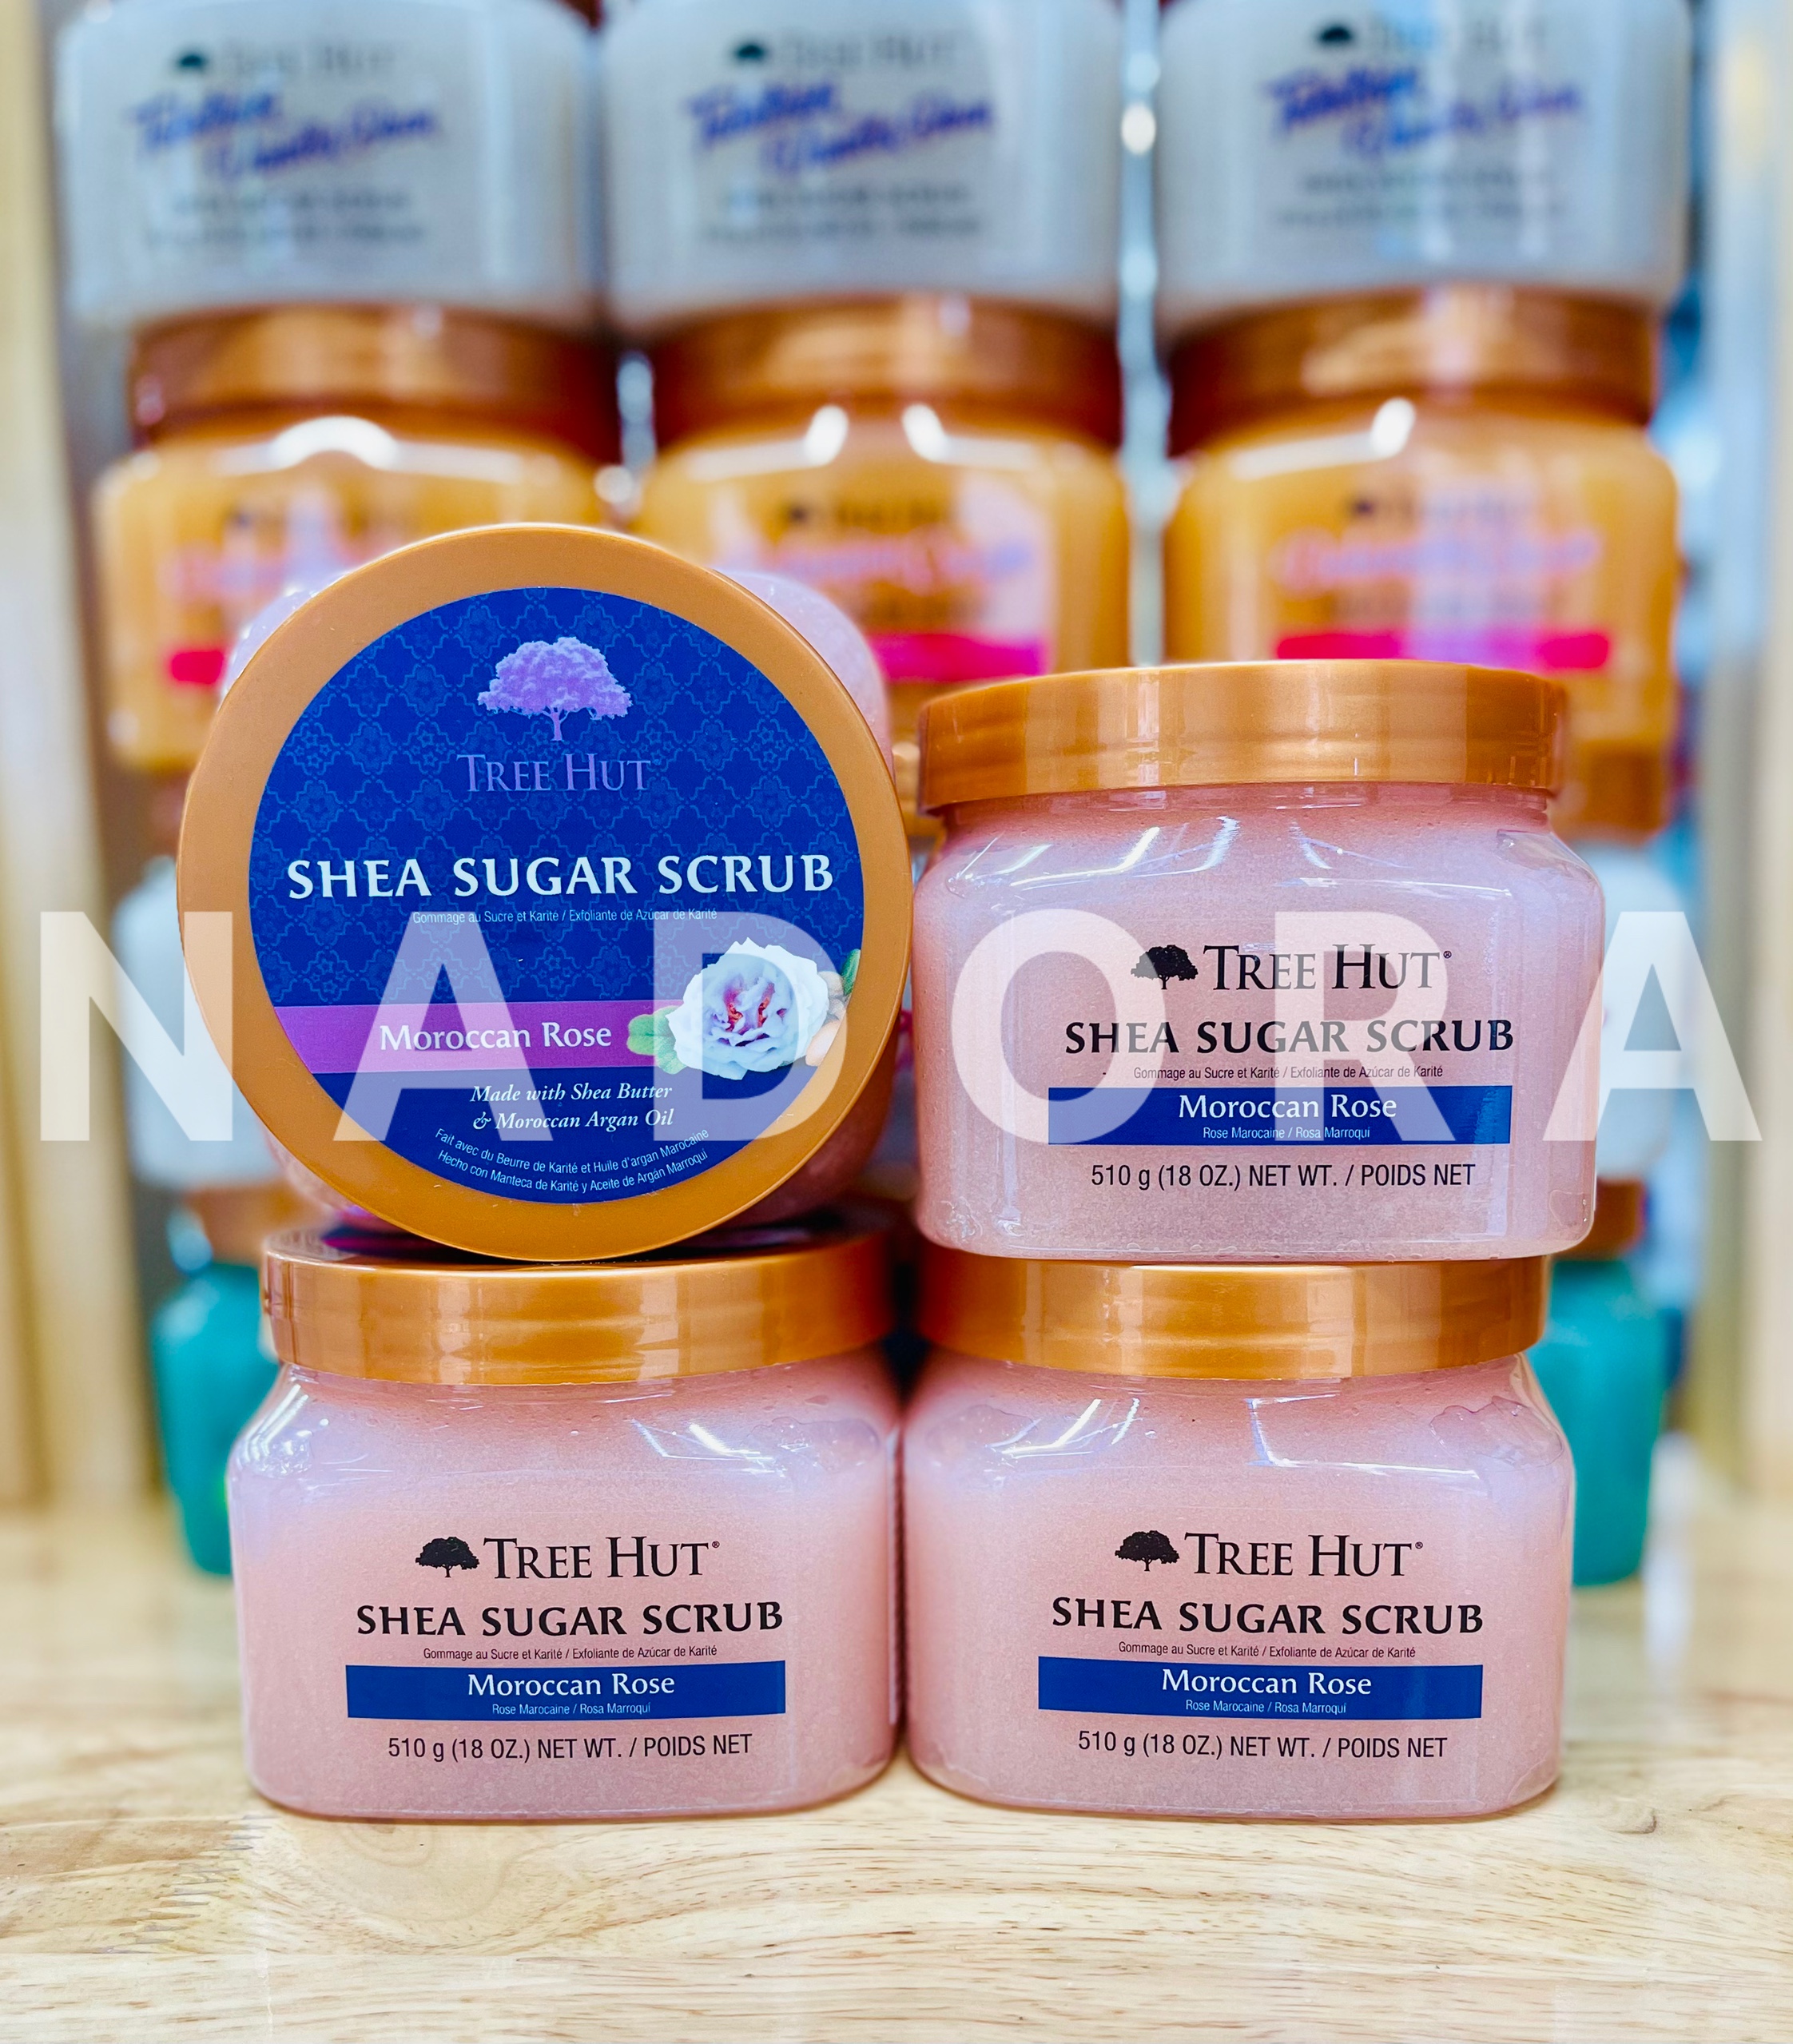 TREE HUT
SHEA SUGAR SCRUB
Gommage au Sucre et Karité / Exfoliante de Azúcar de Karité
Moroccan Rose
Made with Shea Butter
& Moroccan Argan Oil
Fait avec du Beurre de Karité et Huile d'argan Marocaine
Hecho con Manteca de Karité y Aceite de Argán Marroquí
TREE HUT®
SHEA SUGAR SCRUB
Gommage au Sucre et Karité / Exfoliante de Azúcar de Karité
Moroccan Rose
Rose Marocaine / Rosa Marroquí
510 g (18 OZ.) NET WT. / POIDS NET
NADORA
TREE HUT®
SHEA SUGAR SCRUB
Gommage au Sucre et Karité / Exfoliante de Azúcar de Karité
Moroccan Rose
Rose Marocaine / Rosa Marroquí
510 g (18 OZ.) NET WT. / POIDS NET
TREE HUT®
SHEA SUGAR SCRUB
Gommage au Sucre et Karité / Exfoliante de Azúcar de Karité
Moroccan Rose
Rose Marocaine / Rosa Marroquí
510 g (18 OZ.) NET WT. / POIDS NET